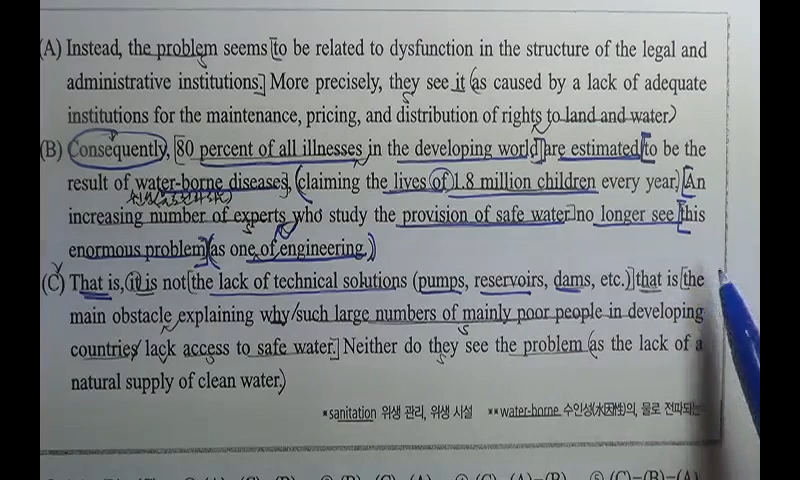 (A) Instead, the problem seems to be related to dysfunction in the structure of the legal and
administrative institutions. More precisely, they see it as caused by a lack of adequate
institutions for the maintenance, pricing, and distribution of rights to land and water.
(B) Consequently, 80 percent of all illnesses in the developing world are estimated to be the
result of water-borne diseases, claiming the lives of 1.8 million children every year. An
increasing number of experts who study the provision of safe water no longer see this
enormous problem as one of engineering.
(C) That is, it is not the lack of technical solutions (pumps, reservoirs, dams, etc.) that is the
main obstacle explaining why such large numbers of mainly poor people in developing
countries lack access to safe water. Neither do they see the problem as the lack of a
natural supply of clean water.
*sanitation 위생 관리, 위생 시설 **water-borne 수인성(水因性)의, 물로 전파되는